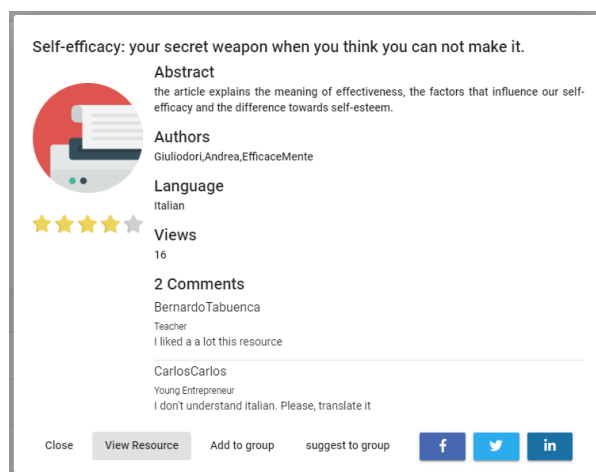 Self-efficacy: your secret weapon when you think you can not make it.
Abstract
the article explains the meaning of effectiveness, the factors that influence our self-
efficacy and the difference towards self-esteem.
Authors
Giuliodori,Andrea,EfficaceMente
Language
Italian
Views
16
2 Comments
BernardoTabuenca
Teacher
I liked a a lot this resource
CarlosCarlos
Young Entrepreneur
I don't understand italian. Please, translate it
Close View Resource Add to group suggest to group f in